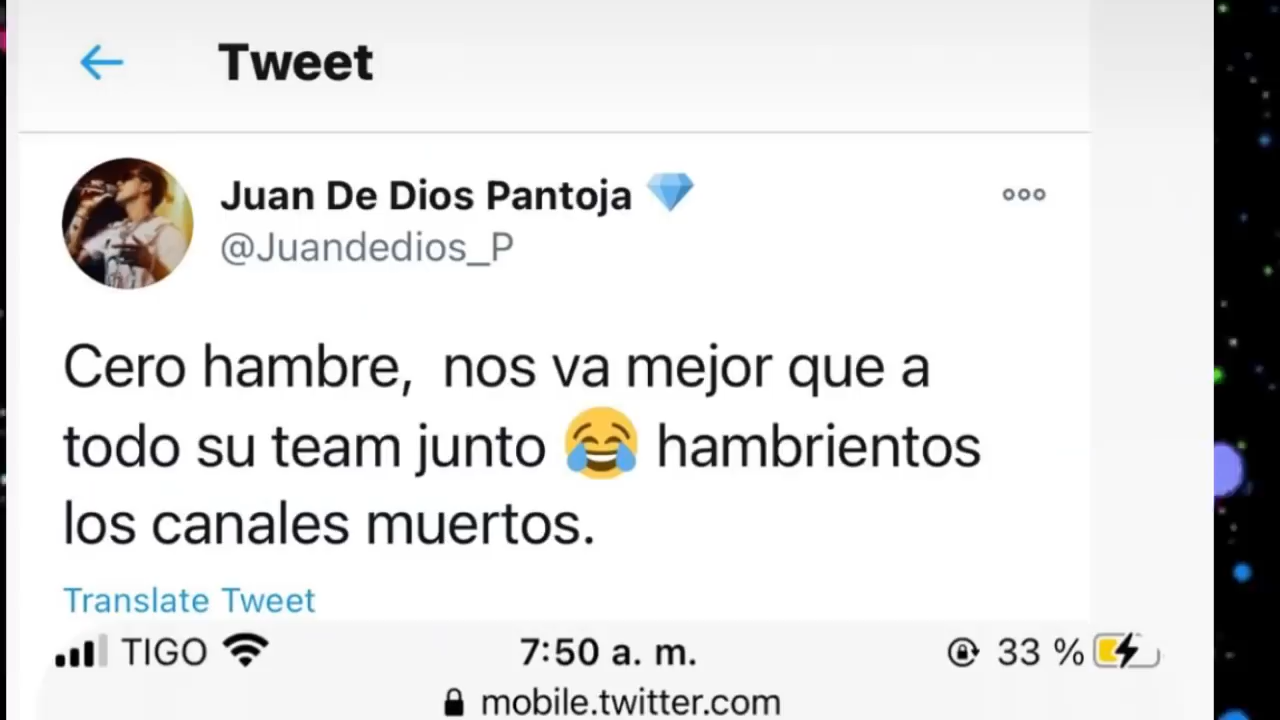 Tweet
Juan De Dios Pantoja 💎
@Juandedios_P
Cero hambre, nos va mejor que a
todo su team junto 😂 hambrientos
los canales muertos.
Translate Tweet
TIGO 7:50 a. m. 33 %
mobile.twitter.com